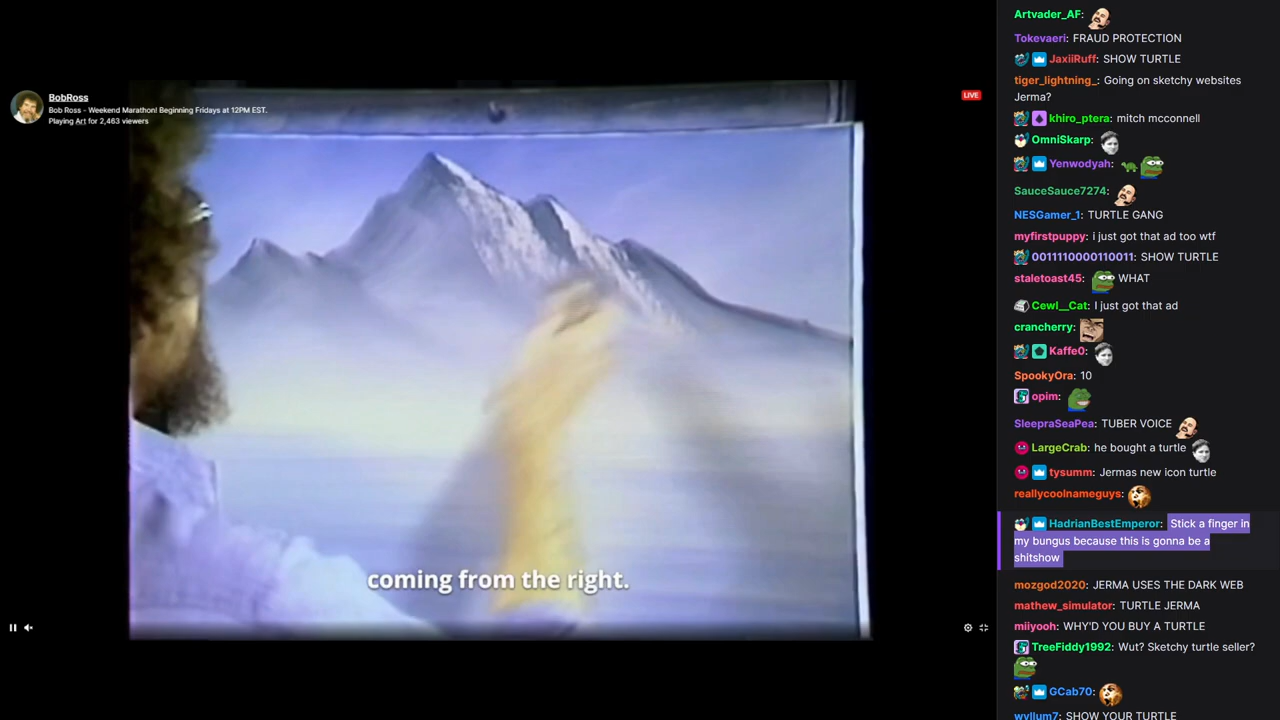 BobRoss
Bob Ross - Weekend Marathon! Beginning Fridays at 12PM EST.
Playing Art for 2,463 viewers
LIVE
coming from the right.
Artvader_AF:
Tokevaeri: FRAUD PROTECTION
JaxiiRuff: SHOW TURTLE
tiger_lightning_: Going on sketchy websites
Jerma?
khiro_ptera: mitch mcconnell
OmniSkarp:
Yenwodyah:
SauceSauce7274:
NESGamer_1: TURTLE GANG
myfirstpuppy: i just got that ad too wtf
0011110000110011: SHOW TURTLE
staletoast45: WHAT
Cewl__Cat: I just got that ad
crancherry:
Kaffe0:
SpookyOra: 10
opim:
SleepraSeaPea: TUBER VOICE
LargeCrab: he bought a turtle
tysumm: Jermas new icon turtle
reallycoolnameguys:
HadrianBestEmperor: Stick a finger in
my bungus because this is gonna be a
shitshow
mozgod2020: JERMA USES THE DARK WEB
mathew_simulator: TURTLE JERMA
miiyooh: WHY'D YOU BUY A TURTLE
TreeFiddy1992: Wut? Sketchy turtle seller?
GCab70:
wyllum7: SHOW YOUR TURTLE